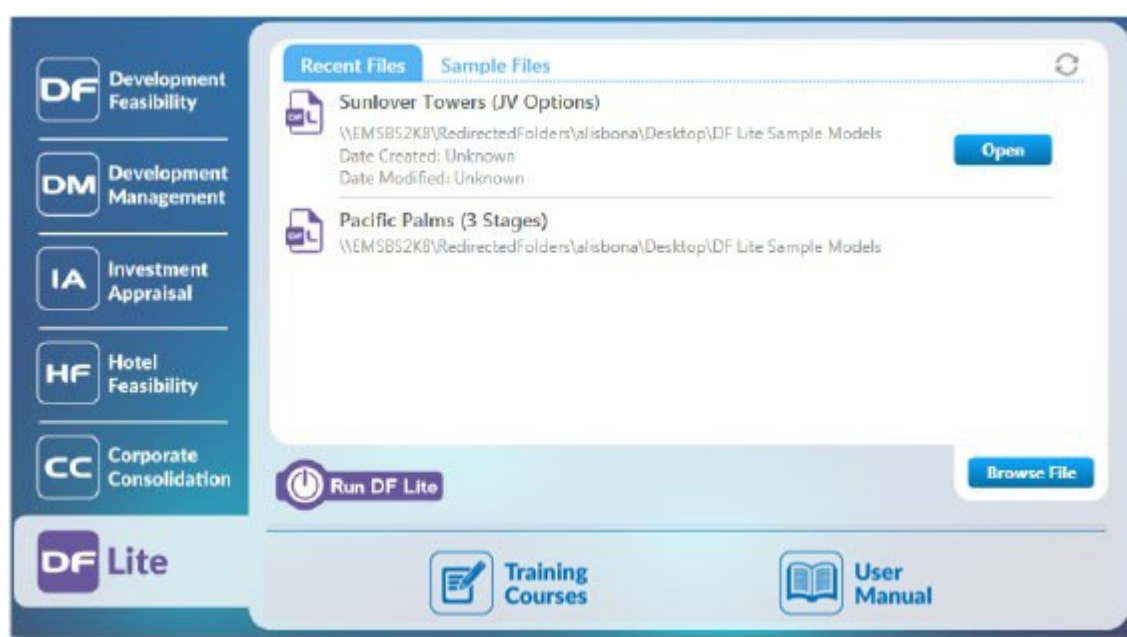 DF Development
Feasibility
DM Development
Management
IA Investment
Appraisal
HF Hotel
Feasibility
CC Corporate
Consolidation
DF Lite
Recent Files Sample Files
DF L Sunlover Towers (JV Options)
\\EMSBS2K8\RedirectedFolders\alisbona\Desktop\DF Lite Sample Models
Date Created: Unknown
Date Modified: Unknown
Open
DF L Pacific Palms (3 Stages)
\\EMSBS2K8\RedirectedFolders\alisbona\Desktop\DF Lite Sample Models
Run DF Lite
Browse File
Training
Courses
User
Manual